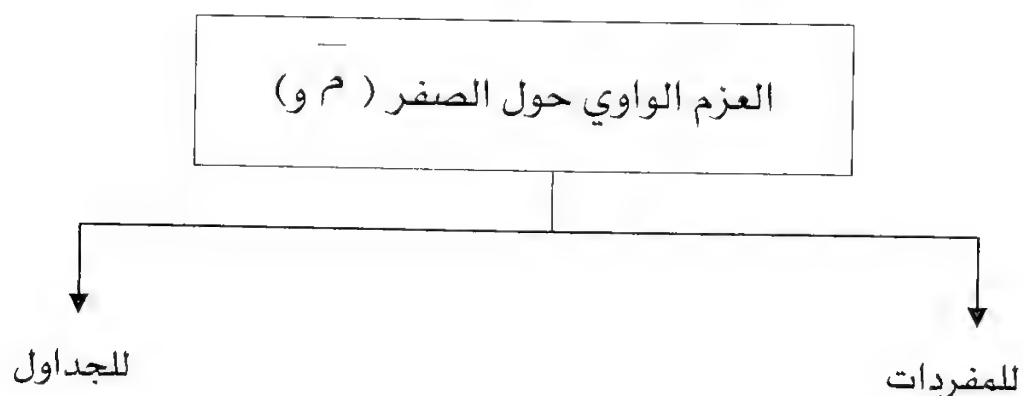 العزم الواوي حول الصفر ( م̅ و)
للمفردات
للجداول